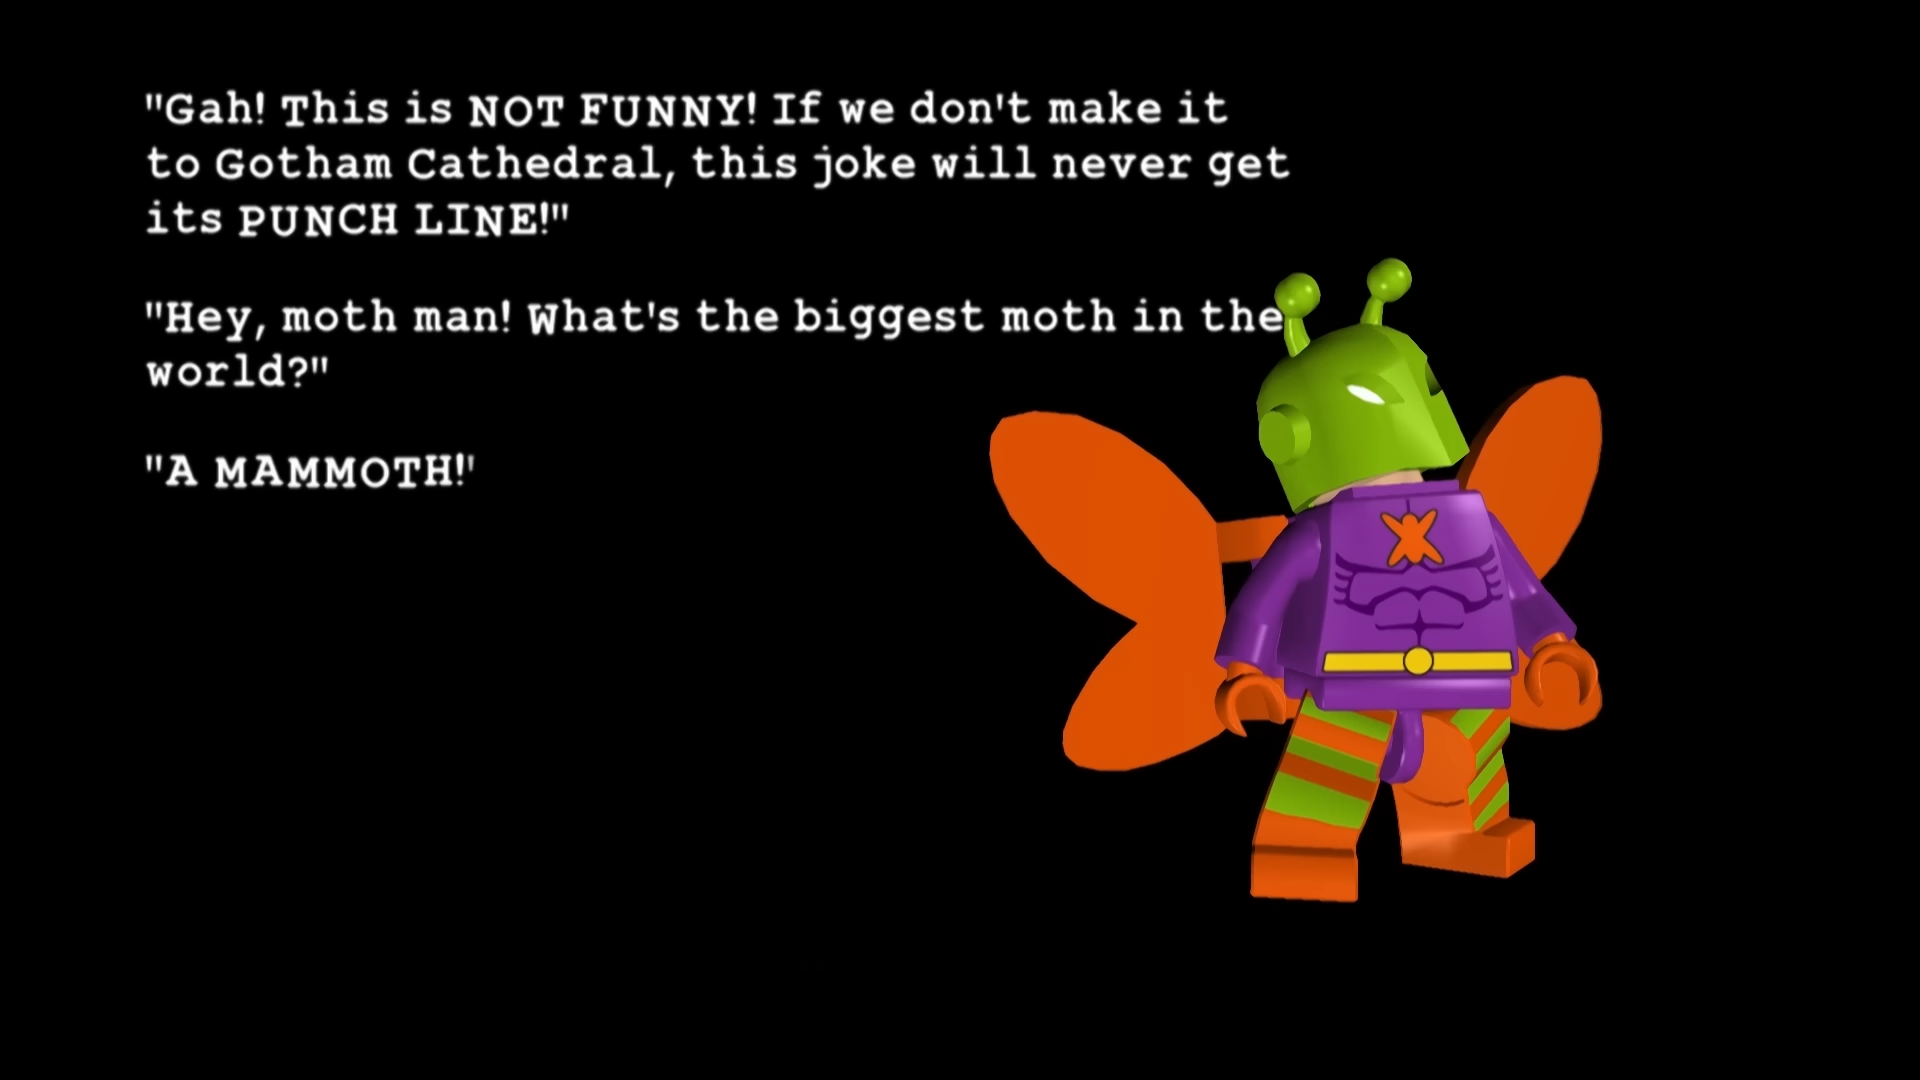 "Gah! This is NOT FUNNY! If we don't make it
to Gotham Cathedral, this joke will never get
its PUNCH LINE!"
"Hey, moth man! What's the biggest moth in the
world?"
"A MAMMOTH!'